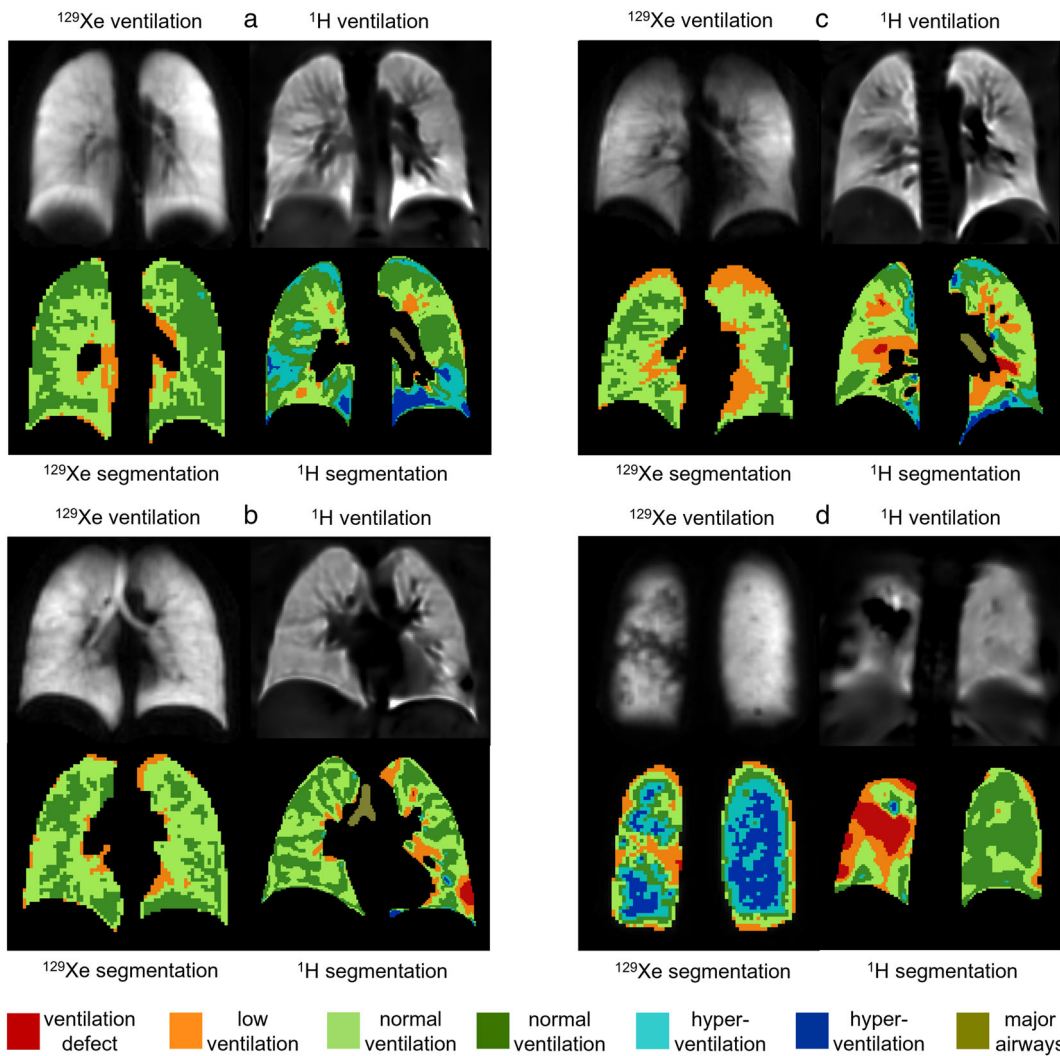 ¹²⁹Xe ventilation a ¹H ventilation
¹²⁹Xe segmentation ¹H segmentation
¹²⁹Xe ventilation c ¹H ventilation
¹²⁹Xe segmentation ¹H segmentation
¹²⁹Xe ventilation b ¹H ventilation
¹²⁹Xe segmentation ¹H segmentation
¹²⁹Xe ventilation d ¹H ventilation
¹²⁹Xe segmentation ¹H segmentation
ventilation
defect
low
ventilation
normal
ventilation
normal
ventilation
hyper-
ventilation
hyper-
ventilation
major
airways